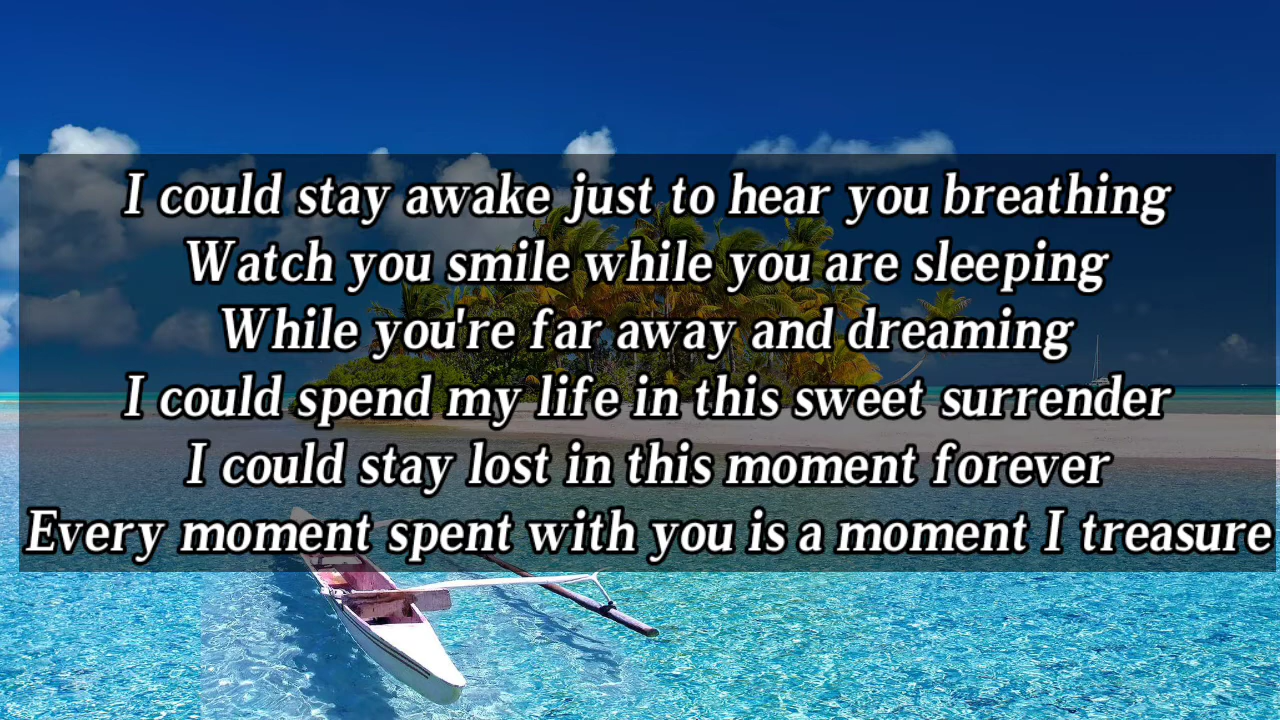 I could stay awake just to hear you breathing
Watch you smile while you are sleeping
While you're far away and dreaming
I could spend my life in this sweet surrender
I could stay lost in this moment forever
Every moment spent with you is a moment I treasure